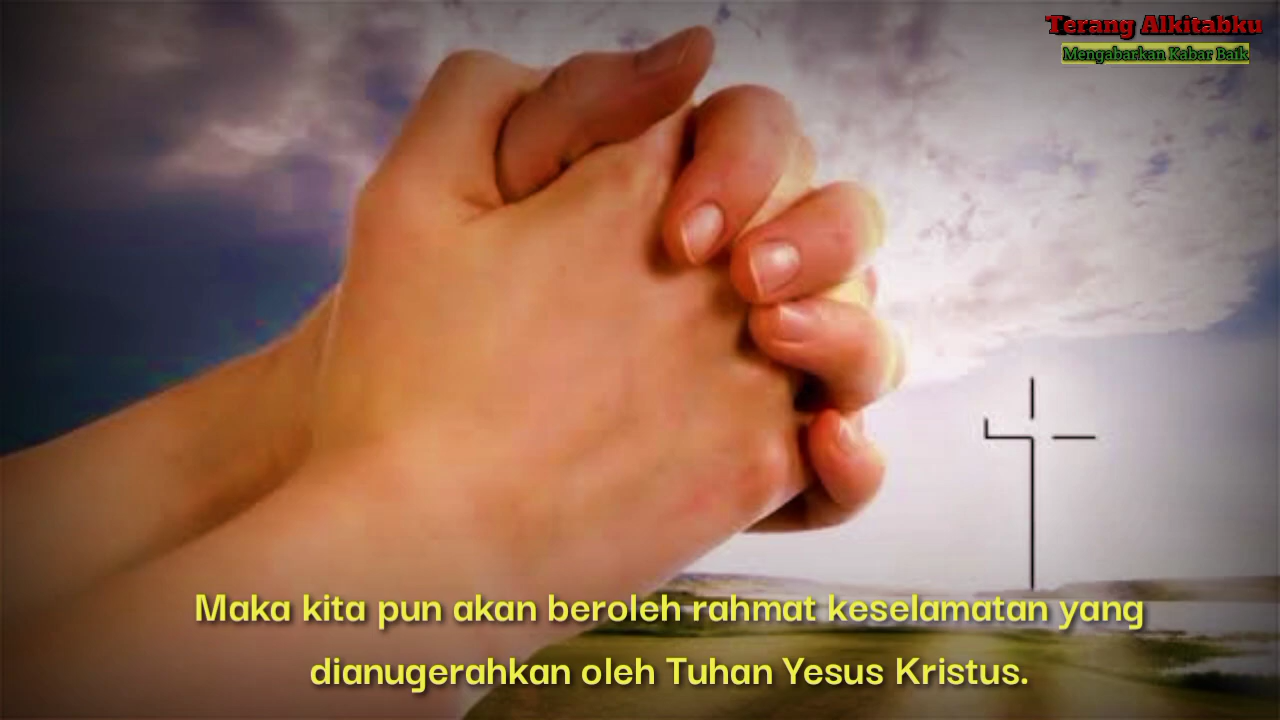 Terang Alkitabku
Mengabarkan Kabar Baik
Maka kita pun akan beroleh rahmat keselamatan yang
dianugerahkan oleh Tuhan Yesus Kristus.